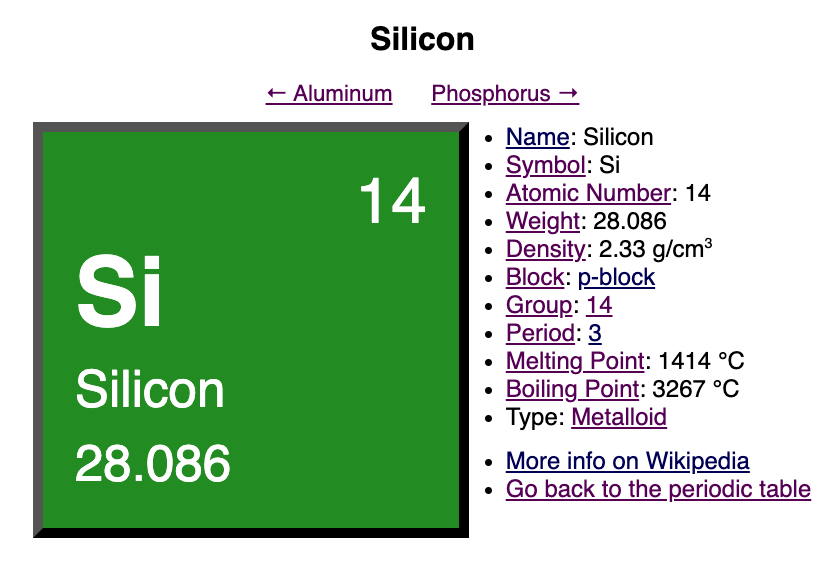 Silicon
← Aluminum Phosphorus →
14
Si
Silicon
28.086
Name: Silicon
Symbol: Si
Atomic Number: 14
Weight: 28.086
Density: 2.33 g/cm³
Block: p-block
Group: 14
Period: 3
Melting Point: 1414 °C
Boiling Point: 3267 °C
Type: Metalloid
More info on Wikipedia
Go back to the periodic table